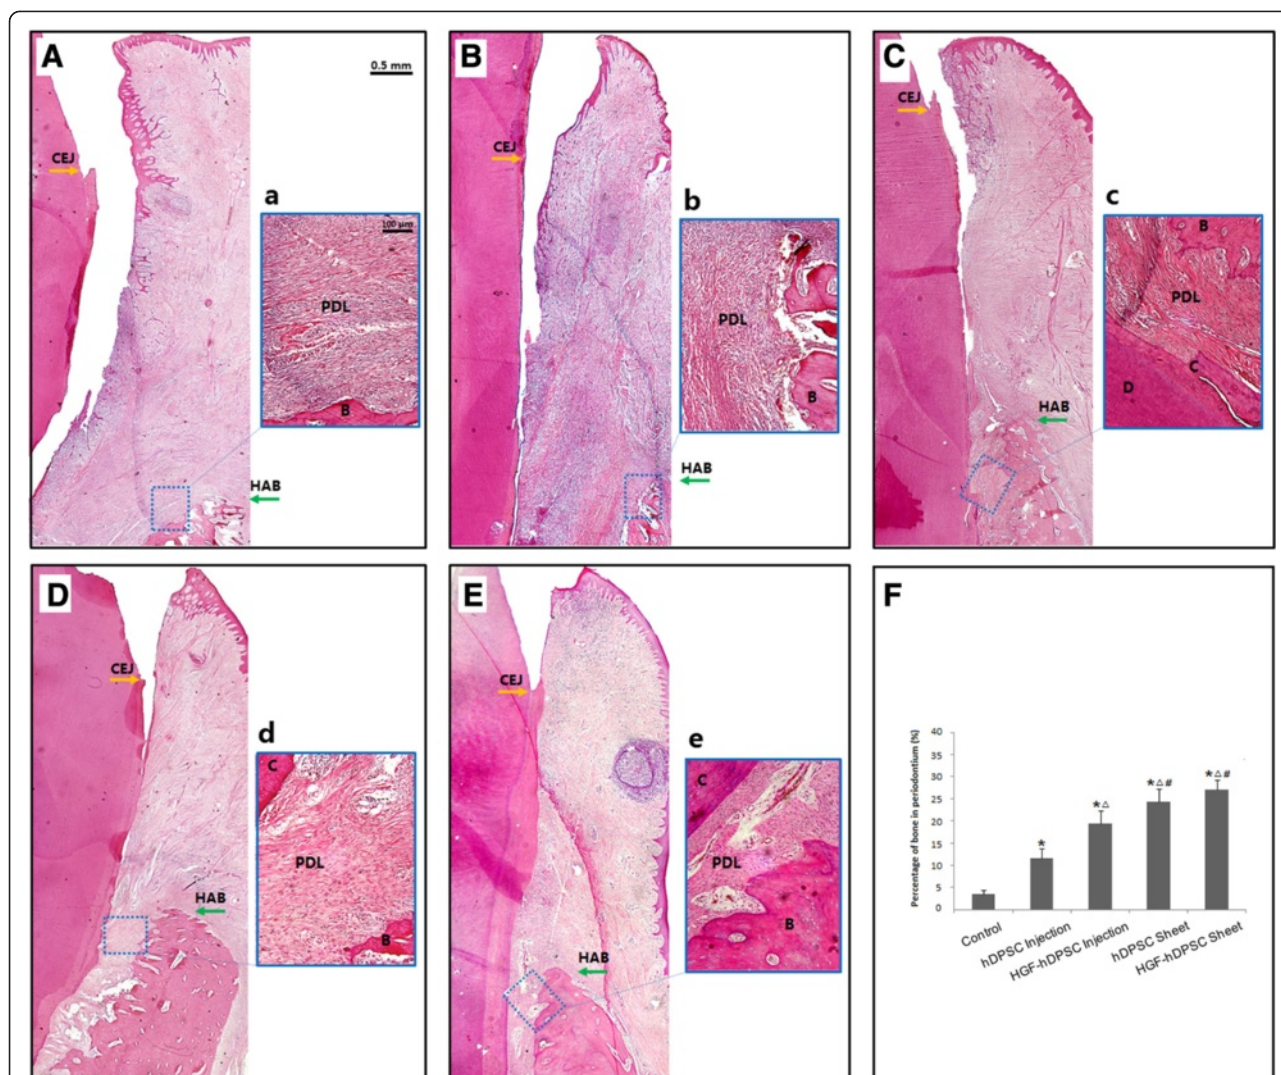 A
0.5 mm
CEJ
a
100 μm
PDL
B
HAB
B
CEJ
b
PDL
B
HAB
C
CEJ
c
B
PDL
C
D
HAB
D
CEJ
d
C
PDL
B
HAB
E
CEJ
e
C
PDL
B
HAB
F
Percentage of bone in periodontium (%)
40
35
30
25
20
15
10
5
0
*
*△
*△#
*△#
Control
hDPSC Injection
HGF-hDPSC Injection
hDPSC Sheet
HGF-hDPSC Sheet